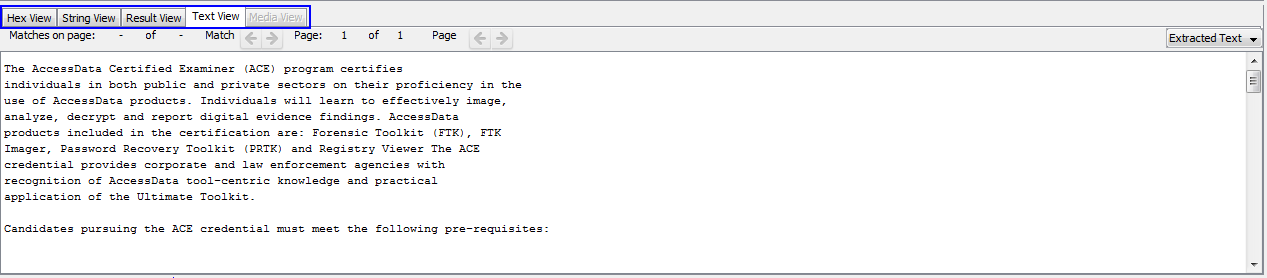 Hex View String View Result View Text View Media View
Matches on page: - of - Match Page: 1 of 1 Page Extracted Text
The AccessData Certified Examiner (ACE) program certifies
individuals in both public and private sectors on their proficiency in the
use of AccessData products. Individuals will learn to effectively image,
analyze, decrypt and report digital evidence findings. AccessData
products included in the certification are: Forensic Toolkit (FTK), FTK
Imager, Password Recovery Toolkit (PRTK) and Registry Viewer The ACE
credential provides corporate and law enforcement agencies with
recognition of AccessData tool-centric knowledge and practical
application of the Ultimate Toolkit.
Candidates pursuing the ACE credential must meet the following pre-requisites: